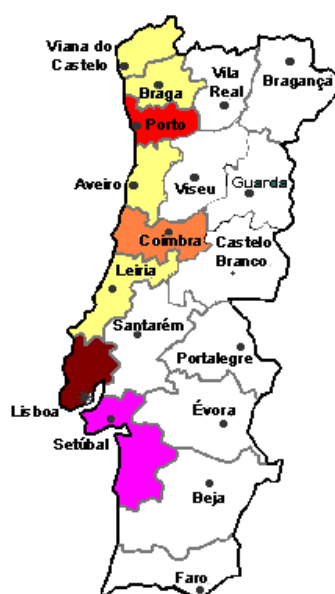 Viana do
Castelo
Braga
Vila
Real
Bragança
Porto
Aveiro
Viseu
Guarda
Coimbra
Castelo
Branco
Leiria
Santarém
Portalegre
Lisboa
Setúbal
Évora
Beja
Faro